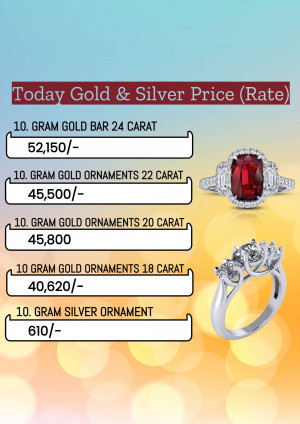 Today Gold & Silver Price (Rate)
10. GRAM GOLD BAR 24 CARAT
52,150/-
10. GRAM GOLD ORNAMENTS 22 CARAT
45,500/-
10. GRAM GOLD ORNAMENTS 20 CARAT
45,800
10 GRAM GOLD ORNAMENTS 18 CARAT
40,620/-
10. GRAM SILVER ORNAMENT
610/-